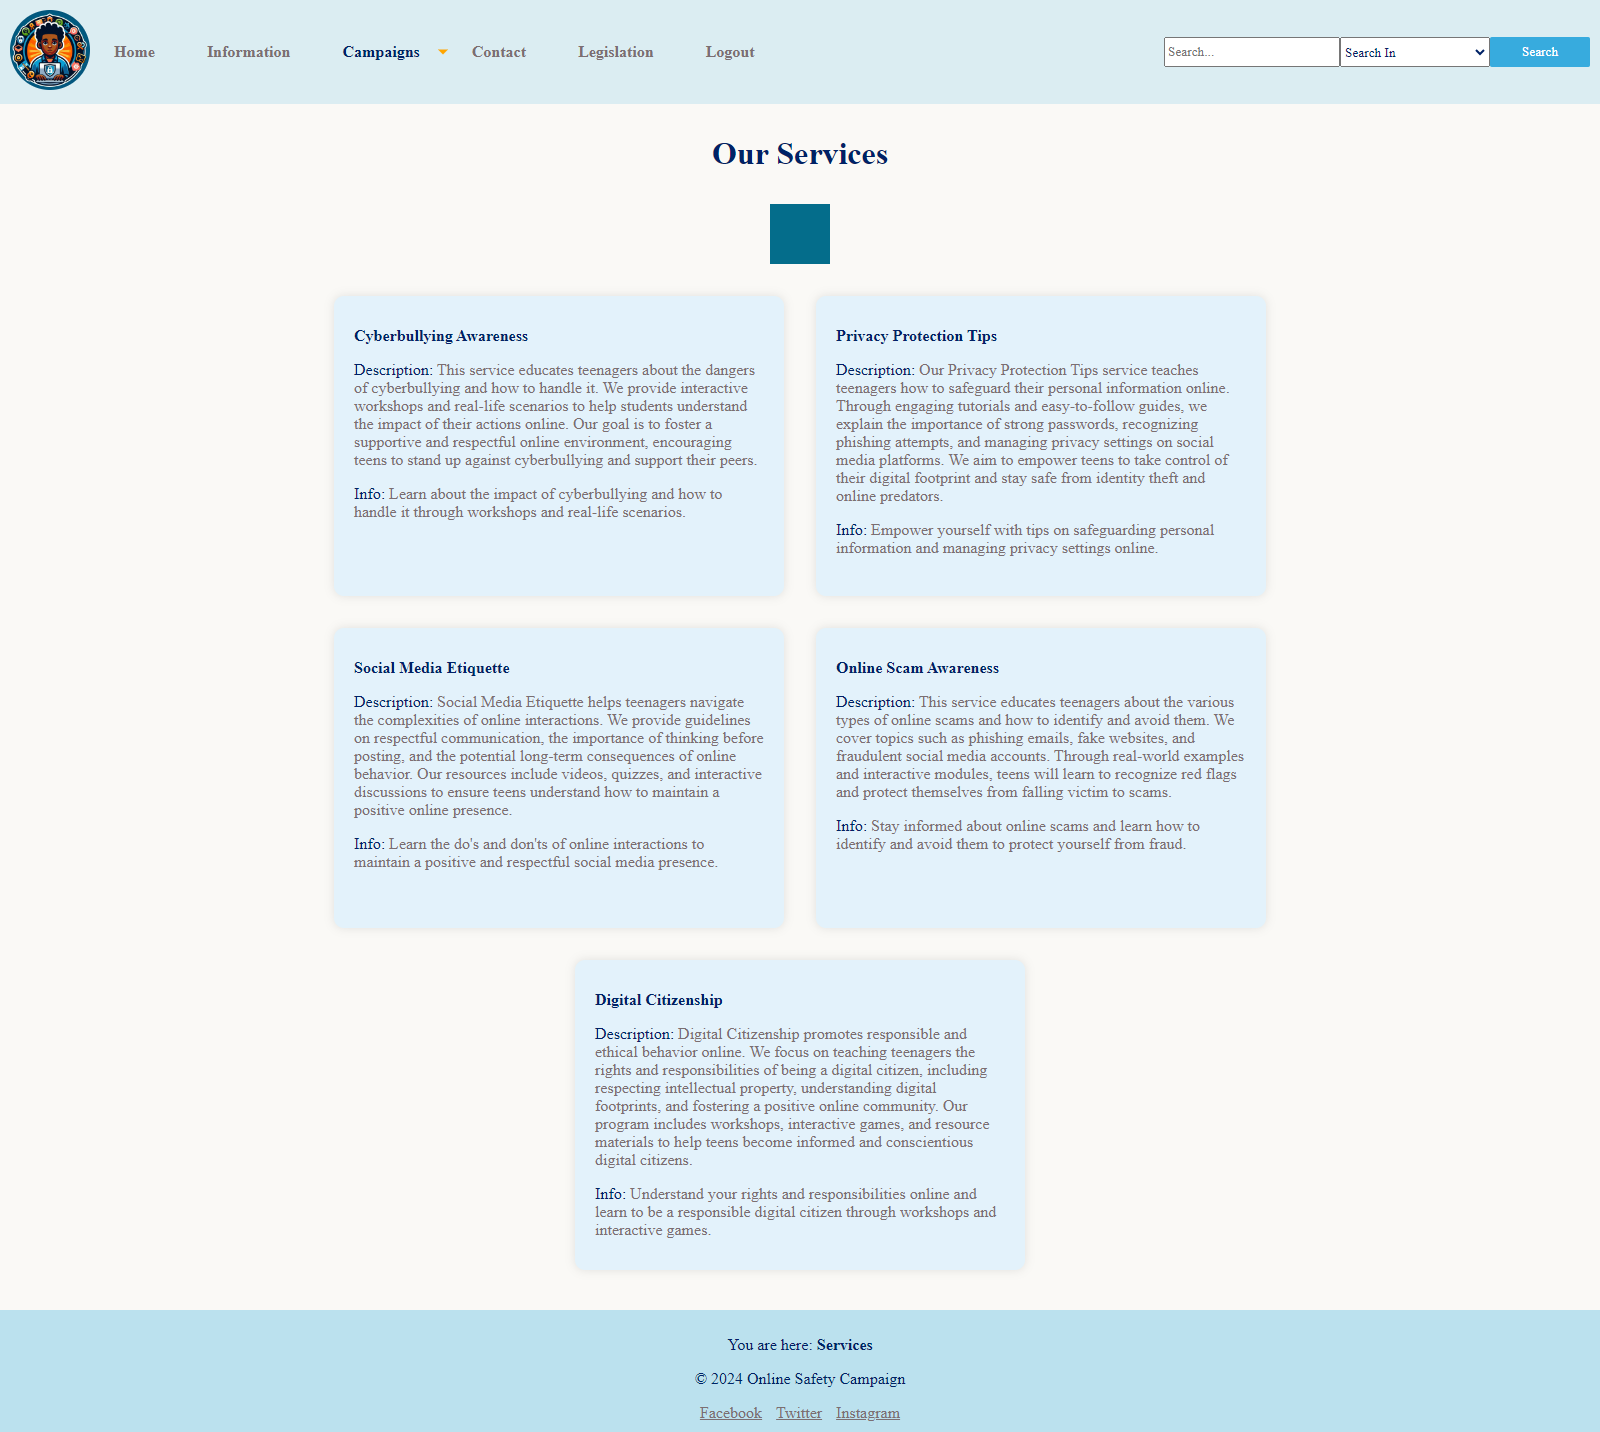 Home
Information
Campaigns
Contact
Legislation
Logout
Search...
Search In
Search
Our Services
Cyberbullying Awareness
Description: This service educates teenagers about the dangers
of cyberbullying and how to handle it. We provide interactive
workshops and real-life scenarios to help students understand
the impact of their actions online. Our goal is to foster a
supportive and respectful online environment, encouraging
teens to stand up against cyberbullying and support their peers.
Info: Learn about the impact of cyberbullying and how to
handle it through workshops and real-life scenarios.
Privacy Protection Tips
Description: Our Privacy Protection Tips service teaches
teenagers how to safeguard their personal information online.
Through engaging tutorials and easy-to-follow guides, we
explain the importance of strong passwords, recognizing
phishing attempts, and managing privacy settings on social
media platforms. We aim to empower teens to take control of
their digital footprint and stay safe from identity theft and
online predators.
Info: Empower yourself with tips on safeguarding personal
information and managing privacy settings online.
Social Media Etiquette
Description: Social Media Etiquette helps teenagers navigate
the complexities of online interactions. We provide guidelines
on respectful communication, the importance of thinking before
posting, and the potential long-term consequences of online
behavior. Our resources include videos, quizzes, and interactive
discussions to ensure teens understand how to maintain a
positive online presence.
Info: Learn the do's and don'ts of online interactions to
maintain a positive and respectful social media presence.
Online Scam Awareness
Description: This service educates teenagers about the various
types of online scams and how to identify and avoid them. We
cover topics such as phishing emails, fake websites, and
fraudulent social media accounts. Through real-world examples
and interactive modules, teens will learn to recognize red flags
and protect themselves from falling victim to scams.
Info: Stay informed about online scams and learn how to
identify and avoid them to protect yourself from fraud.
Digital Citizenship
Description: Digital Citizenship promotes responsible and
ethical behavior online. We focus on teaching teenagers the
rights and responsibilities of being a digital citizen, including
respecting intellectual property, understanding digital
footprints, and fostering a positive online community. Our
program includes workshops, interactive games, and resource
materials to help teens become informed and conscientious
digital citizens.
Info: Understand your rights and responsibilities online and
learn to be a responsible digital citizen through workshops and
interactive games.
You are here: Services
© 2024 Online Safety Campaign
Facebook Twitter Instagram